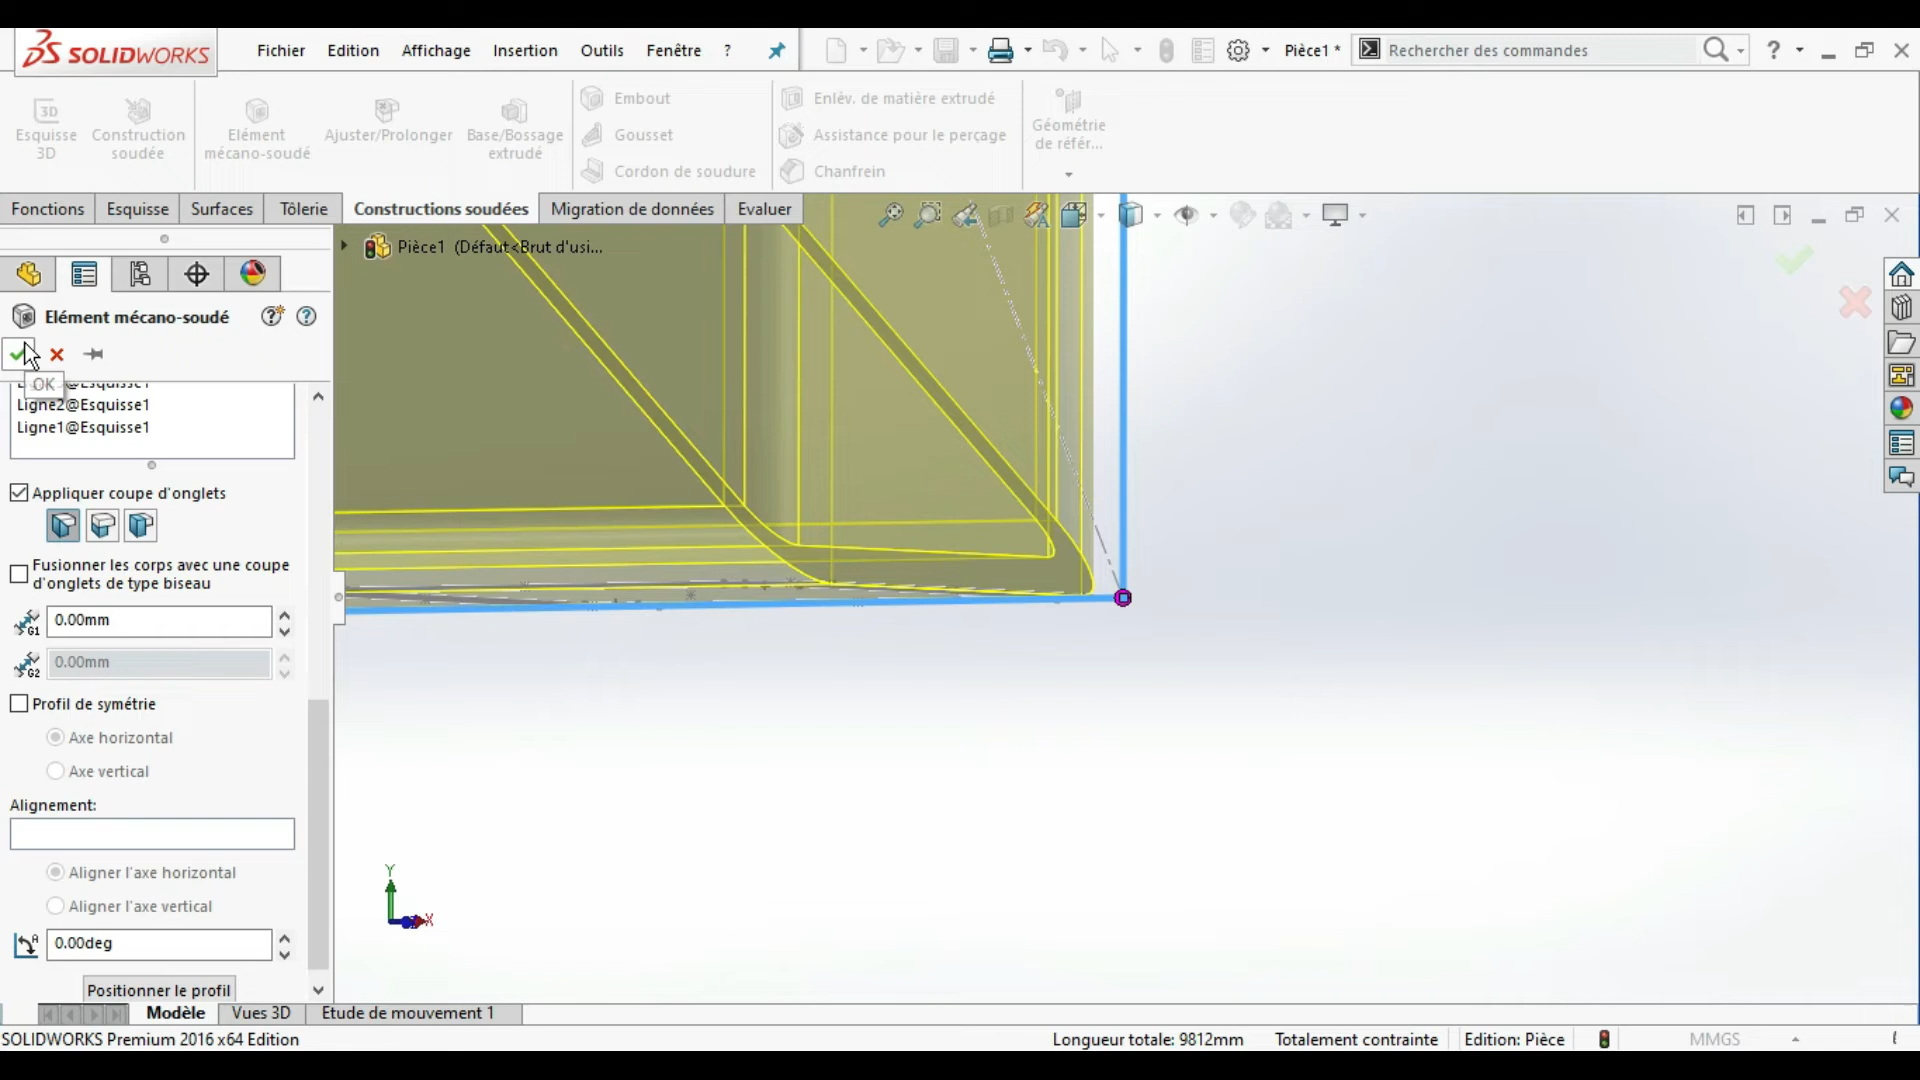 SOLIDWORKS
Fichier Edition Affichage Insertion Outils Fenêtre ?
Pièce1 *
Rechercher des commandes
?
3D
Esquisse 3D
Construction soudée
Elément mécano-soudé
Ajuster/Prolonger
Base/Bossage extrudé
Embout
Gousset
Cordon de soudure
Enlèv. de matière extrudé
Assistance pour le perçage
Chanfrein
Géométrie de référ...
Fonctions Esquisse Surfaces Tôlerie Constructions soudées Migration de données Evaluer
Pièce1 (Défaut<Brut d'usi...
Elément mécano-soudé
OK
Ligne2@Esquisse1
Ligne1@Esquisse1
Appliquer coupe d'onglets
Fusionner les corps avec une coupe
d'onglets de type biseau
G1 0.00mm
G2 0.00mm
Profil de symétrie
Axe horizontal
Axe vertical
Alignement:
Aligner l'axe horizontal
Aligner l'axe vertical
0.00deg
Positionner le profil
Y
X
Modèle Vues 3D Etude de mouvement 1
SOLIDWORKS Premium 2016 x64 Edition
Longueur totale: 9812mm Totalement contrainte Edition: Pièce MMGS